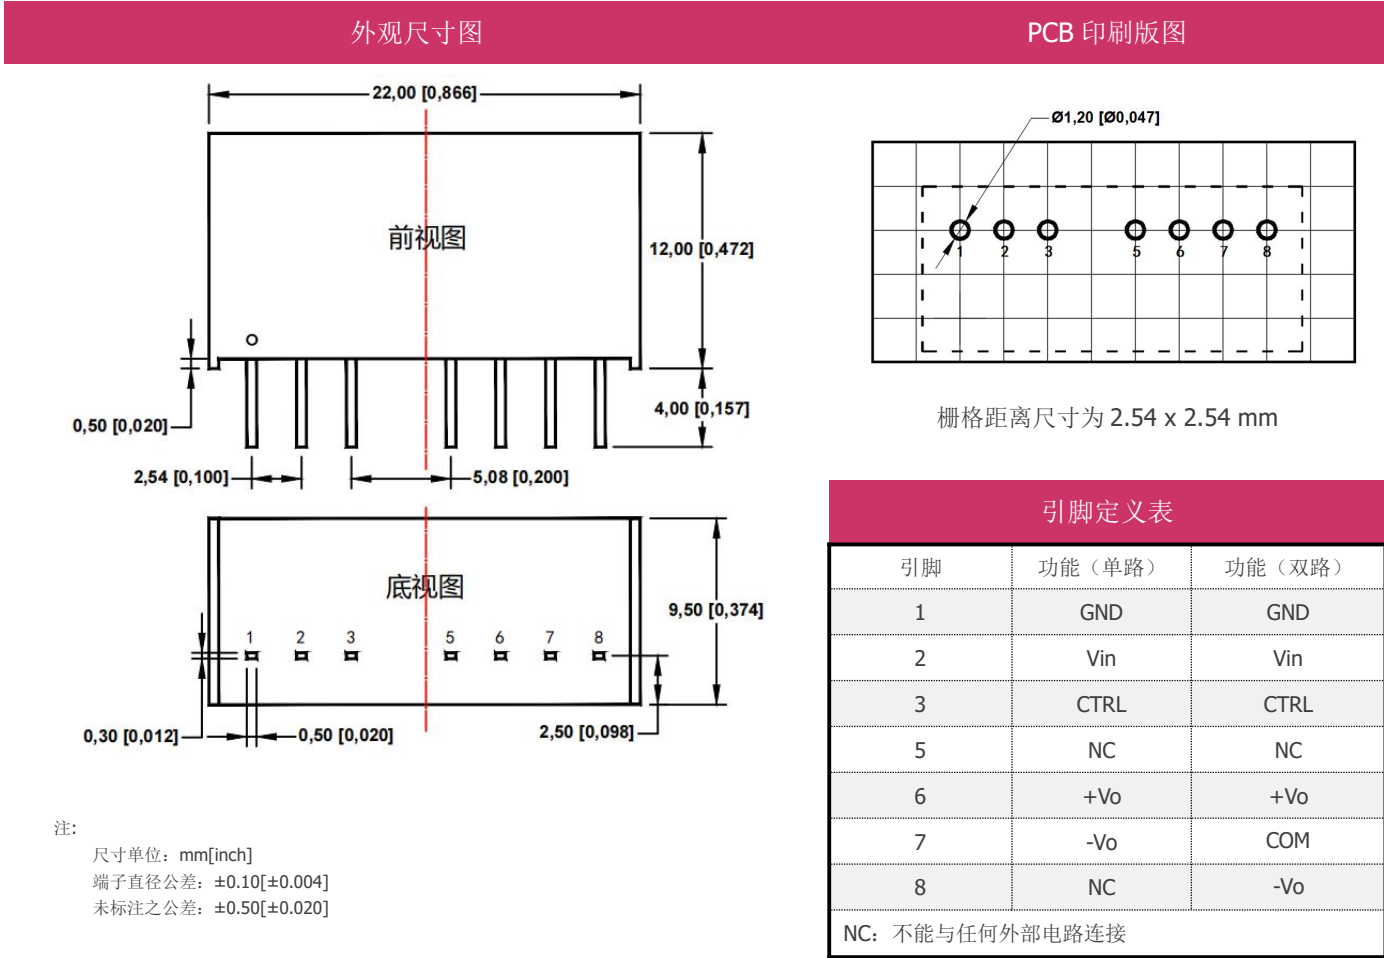 外观尺寸图
22,00 [0,866]
前视图
12,00 [0,472]
0,50 [0,020]
4,00 [0,157]
2,54 [0,100]
5,08 [0,200]
底视图
9,50 [0,374]
1 2 3 5 6 7 8
0,30 [0,012]
0,50 [0,020]
2,50 [0,098]
注:
尺寸单位：mm[inch]
端子直径公差：±0.10[±0.004]
未标注之公差：±0.50[±0.020]
PCB 印刷版图
Ø1,20 [Ø0,047]
1 2 3 5 6 7 8
栅格距离尺寸为 2.54 x 2.54 mm
引脚定义表
引脚 功能（单路） 功能（双路）
1 GND GND
2 Vin Vin
3 CTRL CTRL
5 NC NC
6 +Vo +Vo
7 -Vo COM
8 NC -Vo
NC：不能与任何外部电路连接